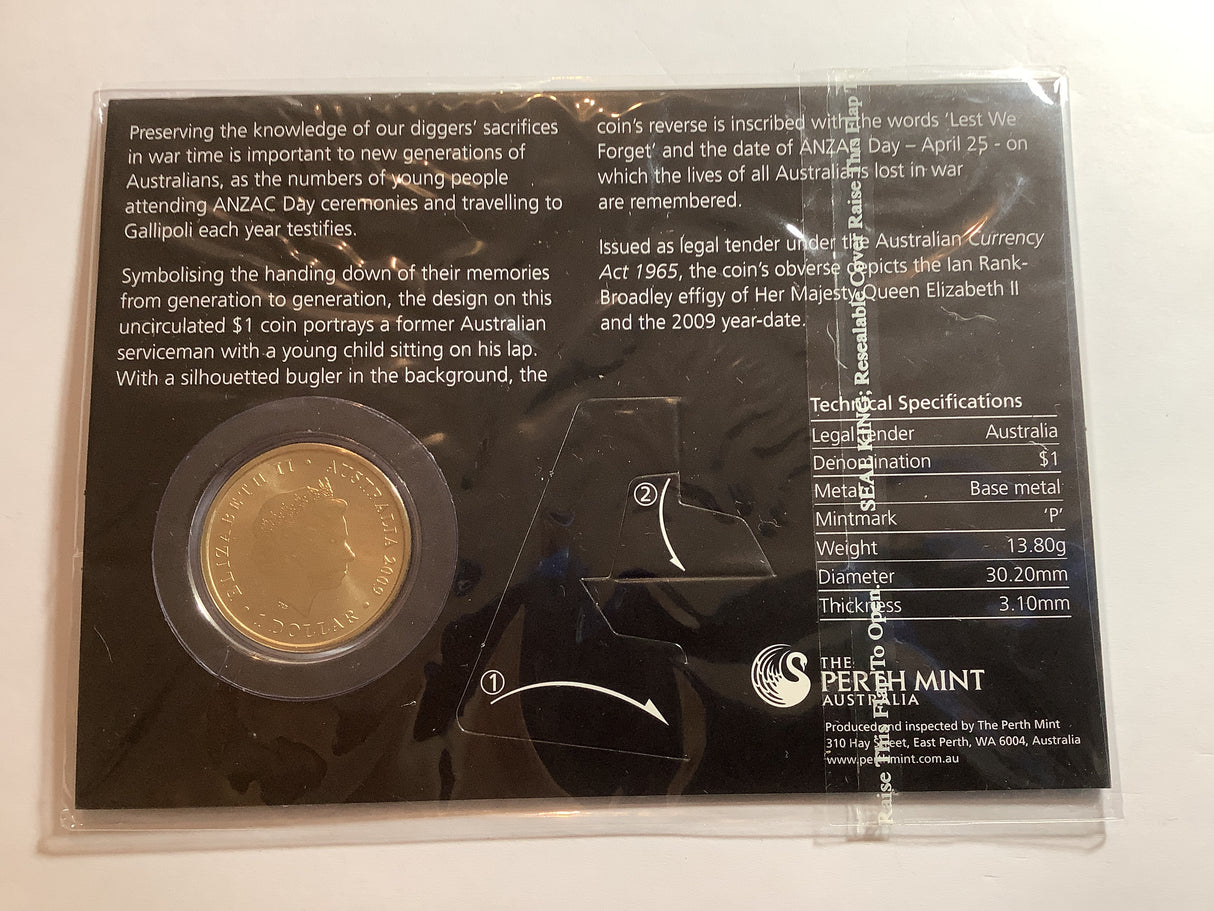 Preserving the knowledge of our diggers' sacrifices
in war time is important to new generations of
Australians, as the numbers of young people
attending ANZAC Day ceremonies and travelling to
Gallipoli each year testifies.
Symbolising the handing down of their memories
from generation to generation, the design on this
uncirculated $1 coin portrays a former Australian
serviceman with a young child sitting on his lap.
With a silhouetted bugler in the background, the
coin's reverse is inscribed with the words 'Lest We
Forget' and the date of ANZAC Day – April 25 - on
which the lives of all Australians lost in war
are remembered.
Issued as legal tender under the Australian Currency
Act 1965, the coin's obverse depicts the Ian Rank-
Broadley effigy of Her Majesty Queen Elizabeth II
and the 2009 year-date.
Technical Specifications
Legal Tender Australia
Denomination $1
Metal Base metal
Mintmark 'P'
Weight 13.80g
Diameter 30.20mm
Thickness 3.10mm
THE
PERTH MINT
AUSTRALIA
Produced and inspected by The Perth Mint
310 Hay Street, East Perth, WA 6004, Australia
www.perthmint.com.au
ELIZABETH II • AUSTRALIA 2009
1 DOLLAR
①
②
Raise This Flap To Open. SEAL KING; Resealable Cover Raise This Flap